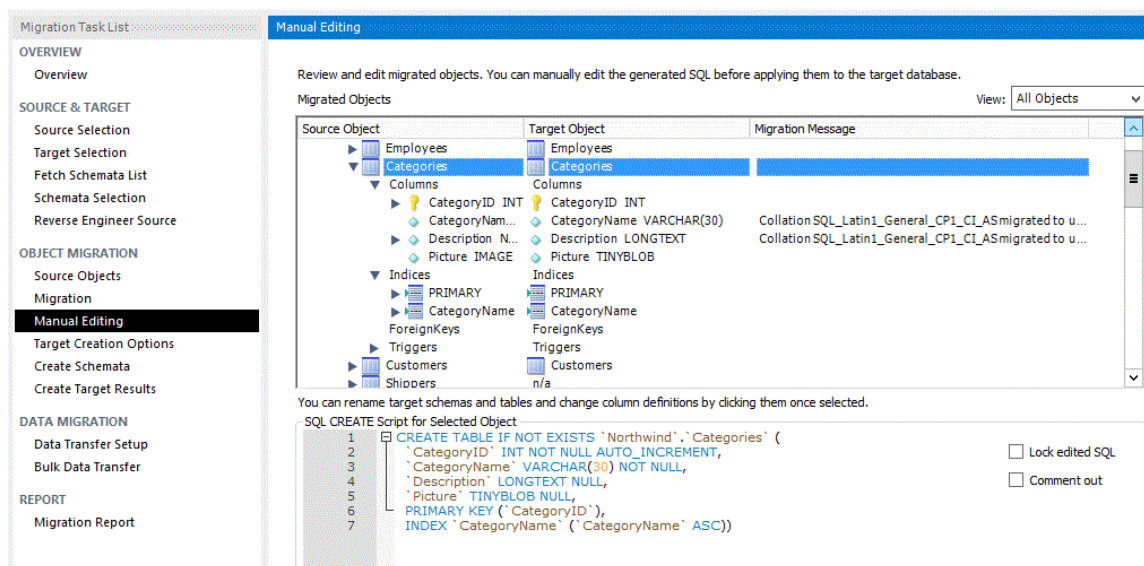 Migration Task List
Manual Editing
OVERVIEW
Overview
SOURCE & TARGET
Source Selection
Target Selection
Fetch Schemata List
Schemata Selection
Reverse Engineer Source
OBJECT MIGRATION
Source Objects
Migration
Manual Editing
Target Creation Options
Create Schemata
Create Target Results
DATA MIGRATION
Data Transfer Setup
Bulk Data Transfer
REPORT
Migration Report
Review and edit migrated objects. You can manually edit the generated SQL before applying them to the target database.
Migrated Objects View: All Objects
Source Object Target Object Migration Message
Employees Employees
Categories Categories
Columns Columns
CategoryID INT CategoryID INT
CategoryNam... CategoryName VARCHAR(30) Collation SQL_Latin1_General_CP1_CI_ASmigrated to u...
Description N... Description LONGTEXT Collation SQL_Latin1_General_CP1_CI_ASmigrated to u...
Picture IMAGE Picture TINYBLOB
Indices Indices
PRIMARY PRIMARY
CategoryName CategoryName
ForeignKeys ForeignKeys
Triggers Triggers
Customers Customers
Shippers n/a
You can rename target schemas and tables and change column definitions by clicking them once selected.
SQL CREATE Script for Selected Object
1 CREATE TABLE IF NOT EXISTS `Northwind`.`Categories` (
2 `CategoryID` INT NOT NULL AUTO_INCREMENT,
3 `CategoryName` VARCHAR(30) NOT NULL,
4 `Description` LONGTEXT NULL,
5 `Picture` TINYBLOB NULL,
6 PRIMARY KEY (`CategoryID`),
7 INDEX `CategoryName` (`CategoryName` ASC))
Lock edited SQL
Comment out